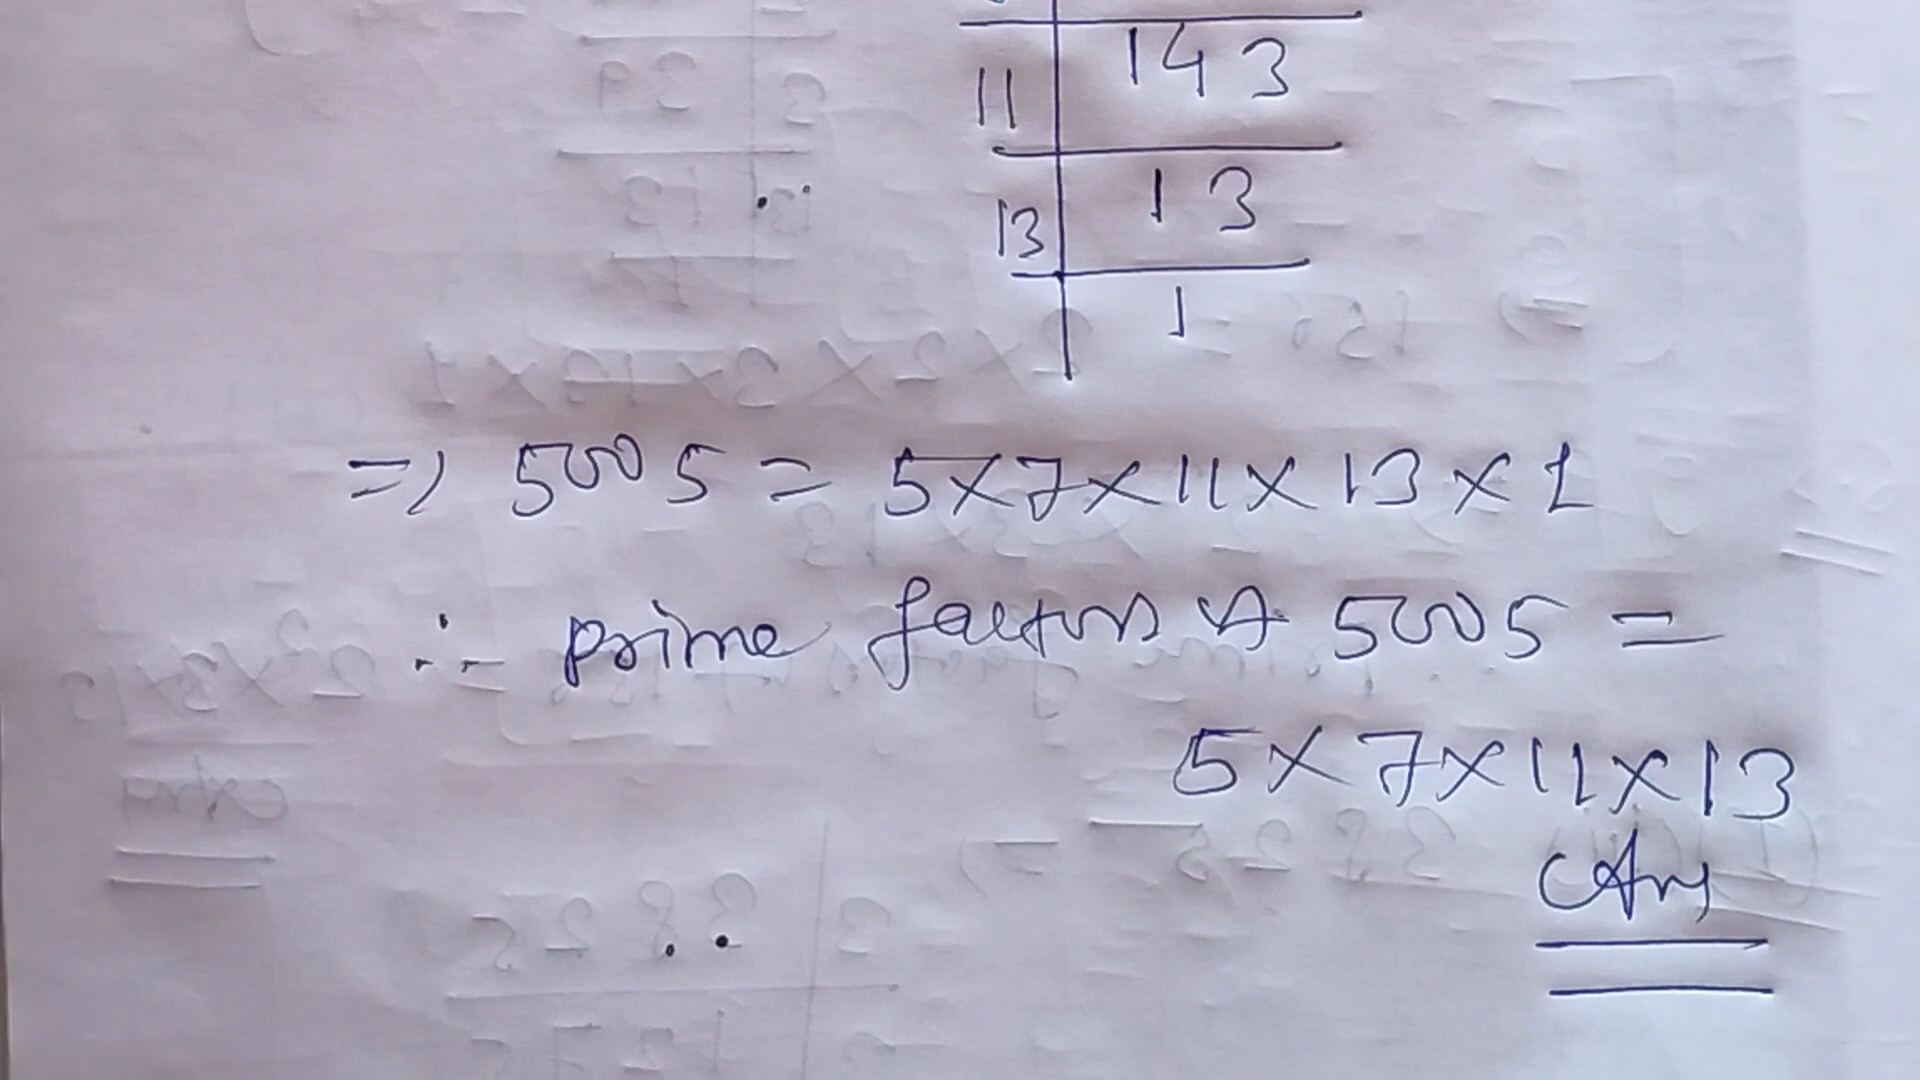 143
11
13
13
1
=) 5005 = 5×7×11×13×1
∴ prime factors of 5005 =
5×7×11×13
Ans